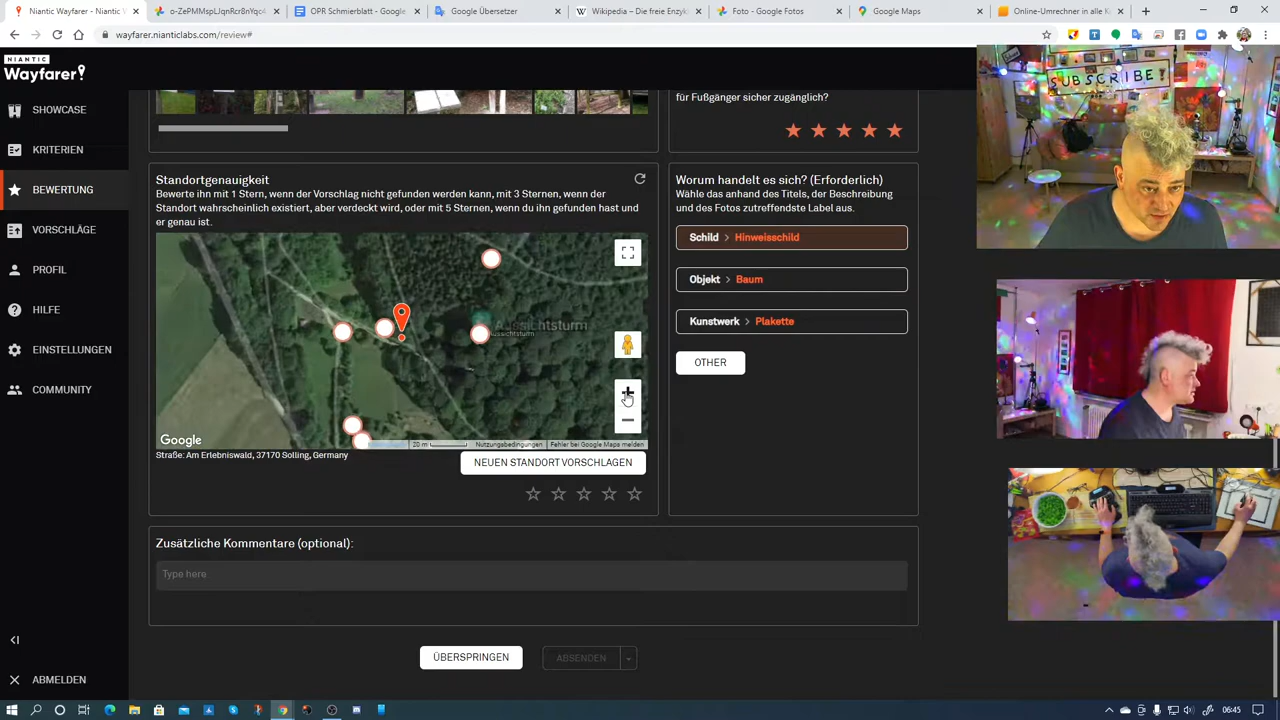 Niantic Wayfarer - Niantic V
o-ZePMMspLJqnRcr8nYqc4
OPR Schmierblatt - Google
Google Übersetzer
Wikipedia – Die freie Enzyk
Foto - Google Fotos
Google Maps
Online-Umrechner in alle
wayfarer.nianticlabs.com/review#
NIANTIC
Wayfarer
SUBSCRIBE!
SHOWCASE
KRITERIEN
BEWERTUNG
VORSCHLÄGE
PROFIL
HILFE
EINSTELLUNGEN
COMMUNITY
ABMELDEN
für Fußgänger sicher zugänglich?
Standortgenauigkeit
Bewerte ihn mit 1 Stern, wenn der Vorschlag nicht gefunden werden kann, mit 3 Sternen, wenn der
Standort wahrscheinlich existiert, aber verdeckt wird, oder mit 5 Sternen, wenn du ihn gefunden hast und
er genau ist.
Aussichtsturm
Aussichtsturm
Google
20 m
Nutzungsbedingungen
Fehler bei Google Maps melden
Straße: Am Erlebniswald, 37170 Solling, Germany
NEUEN STANDORT VORSCHLAGEN
Worum handelt es sich? (Erforderlich)
Wähle das anhand des Titels, der Beschreibung
und des Fotos zutreffendste Label aus.
Schild > Hinweisschild
Objekt > Baum
Kunstwerk > Plakette
OTHER
Zusätzliche Kommentare (optional):
Type here
ÜBERSPRINGEN
ABSENDEN
06:45